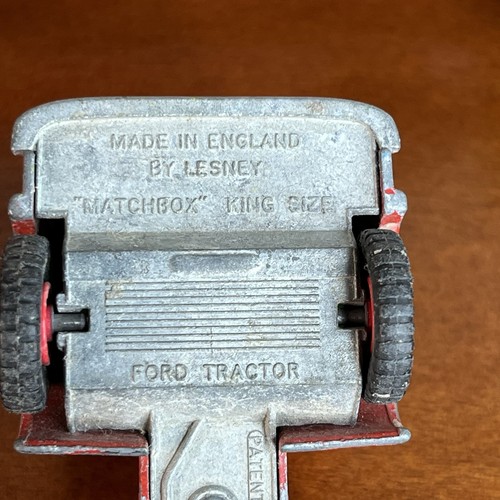 MADE IN ENGLAND
BY LESNEY
"MATCHBOX" KING SIZE
FORD TRACTOR
PATENT